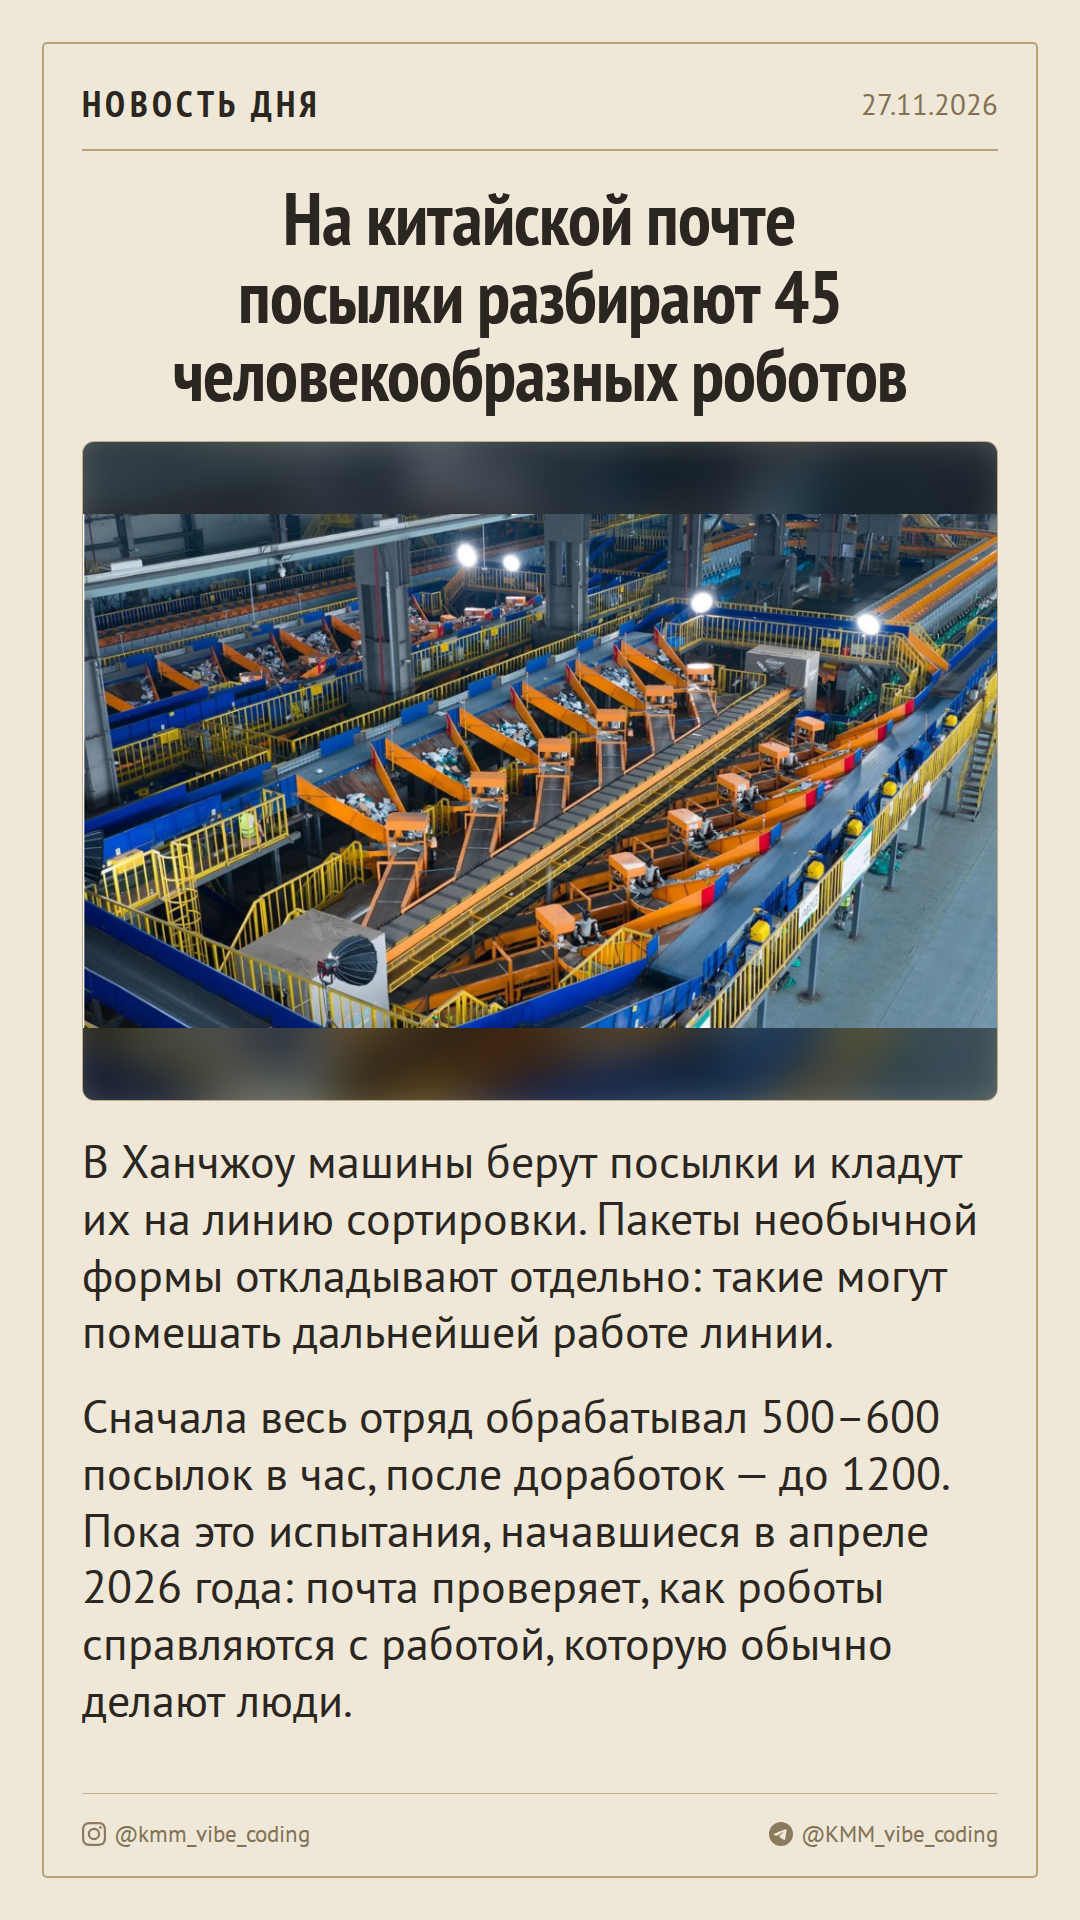 НОВОСТЬ ДНЯ
27.11.2026
На китайской почте
посылки разбирают 45
человекообразных роботов
В Ханчжоу машины берут посылки и кладут
их на линию сортировки. Пакеты необычной
формы откладывают отдельно: такие могут
помешать дальнейшей работе линии.
Сначала весь отряд обрабатывал 500–600
посылок в час, после доработок — до 1200.
Пока это испытания, начавшиеся в апреле
2026 года: почта проверяет, как роботы
справляются с работой, которую обычно
делают люди.
@kmm_vibe_coding
@KMM_vibe_coding